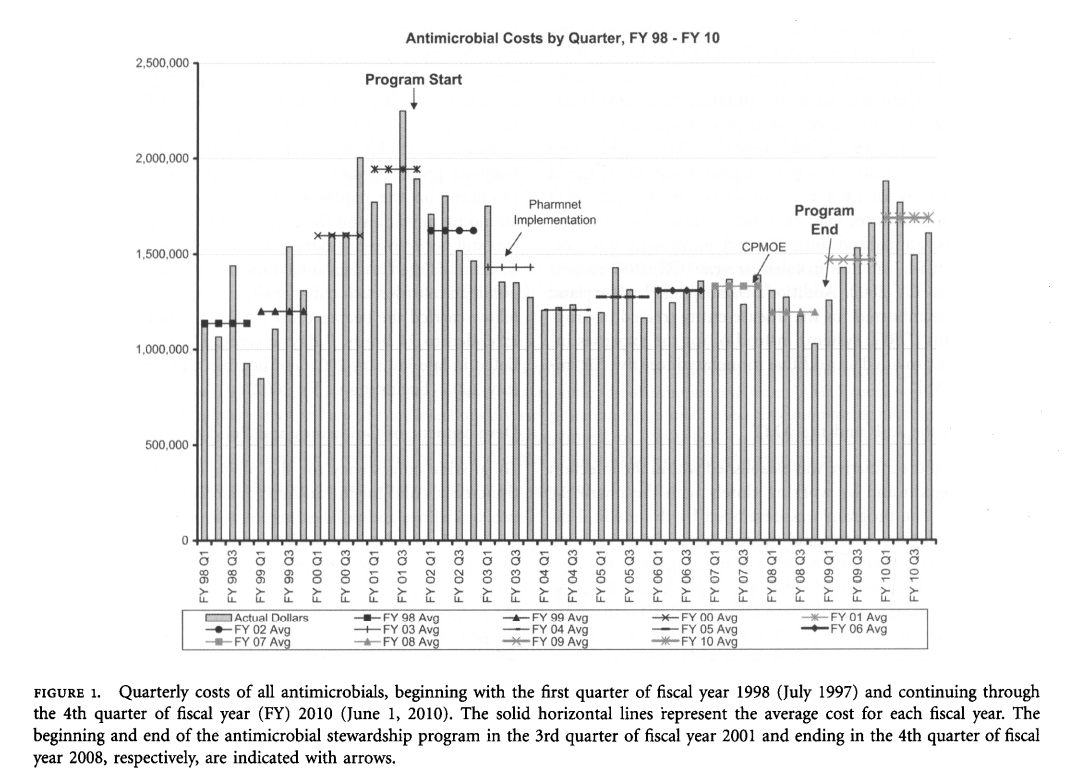 Antimicrobial Costs by Quarter, FY 98 - FY 10
2,500,000
2,000,000
1,500,000
1,000,000
500,000
0
Program Start
Pharmnet
Implementation
Program
End
CPMOE
FY 98 Q1
FY 98 Q3
FY 99 Q1
FY 99 Q3
FY 00 Q1
FY 00 Q3
FY 01 Q1
FY 01 Q3
FY 02 Q1
FY 02 Q3
FY 03 Q1
FY 03 Q3
FY 04 Q1
FY 04 Q3
FY 05 Q1
FY 05 Q3
FY 06 Q1
FY 06 Q3
FY 07 Q1
FY 07 Q3
FY 08 Q1
FY 08 Q3
FY 09 Q1
FY 09 Q3
FY 10 Q1
FY 10 Q3
Actual Dollars FY 98 Avg FY 99 Avg FY 00 Avg FY 01 Avg
FY 02 Avg FY 03 Avg FY 04 Avg FY 05 Avg FY 06 Avg
FY 07 Avg FY 08 Avg FY 09 Avg FY 10 Avg
FIGURE 1. Quarterly costs of all antimicrobials, beginning with the first quarter of fiscal year 1998 (July 1997) and continuing through
the 4th quarter of fiscal year (FY) 2010 (June 1, 2010). The solid horizontal lines represent the average cost for each fiscal year. The
beginning and end of the antimicrobial stewardship program in the 3rd quarter of fiscal year 2001 and ending in the 4th quarter of fiscal
year 2008, respectively, are indicated with arrows.